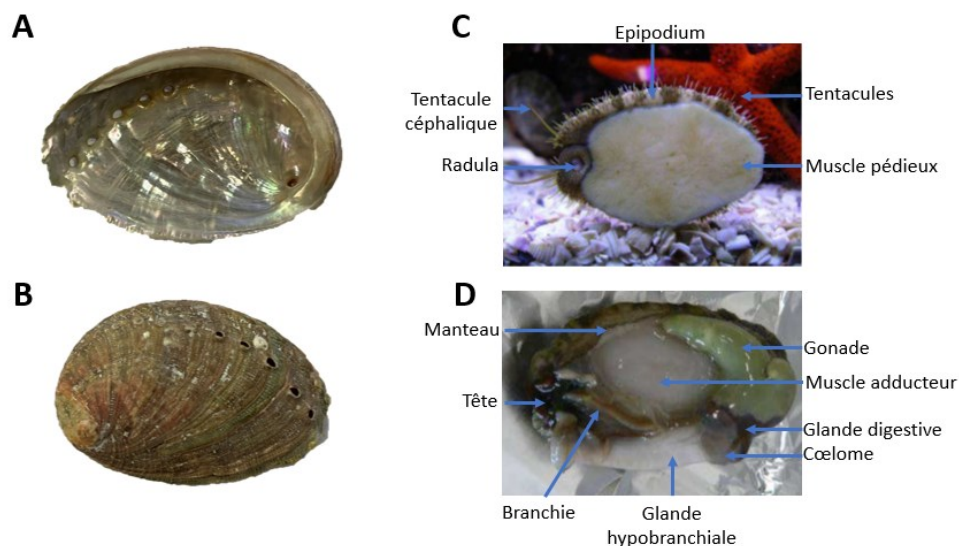 A
C
Epipodium
Tentacule
céphalique
Radula
Tentacules
Muscle pédieux
B
D
Manteau
Tête
Gonade
Muscle adducteur
Glande digestive
Cœlome
Branchie
Glande
hypobranchiale